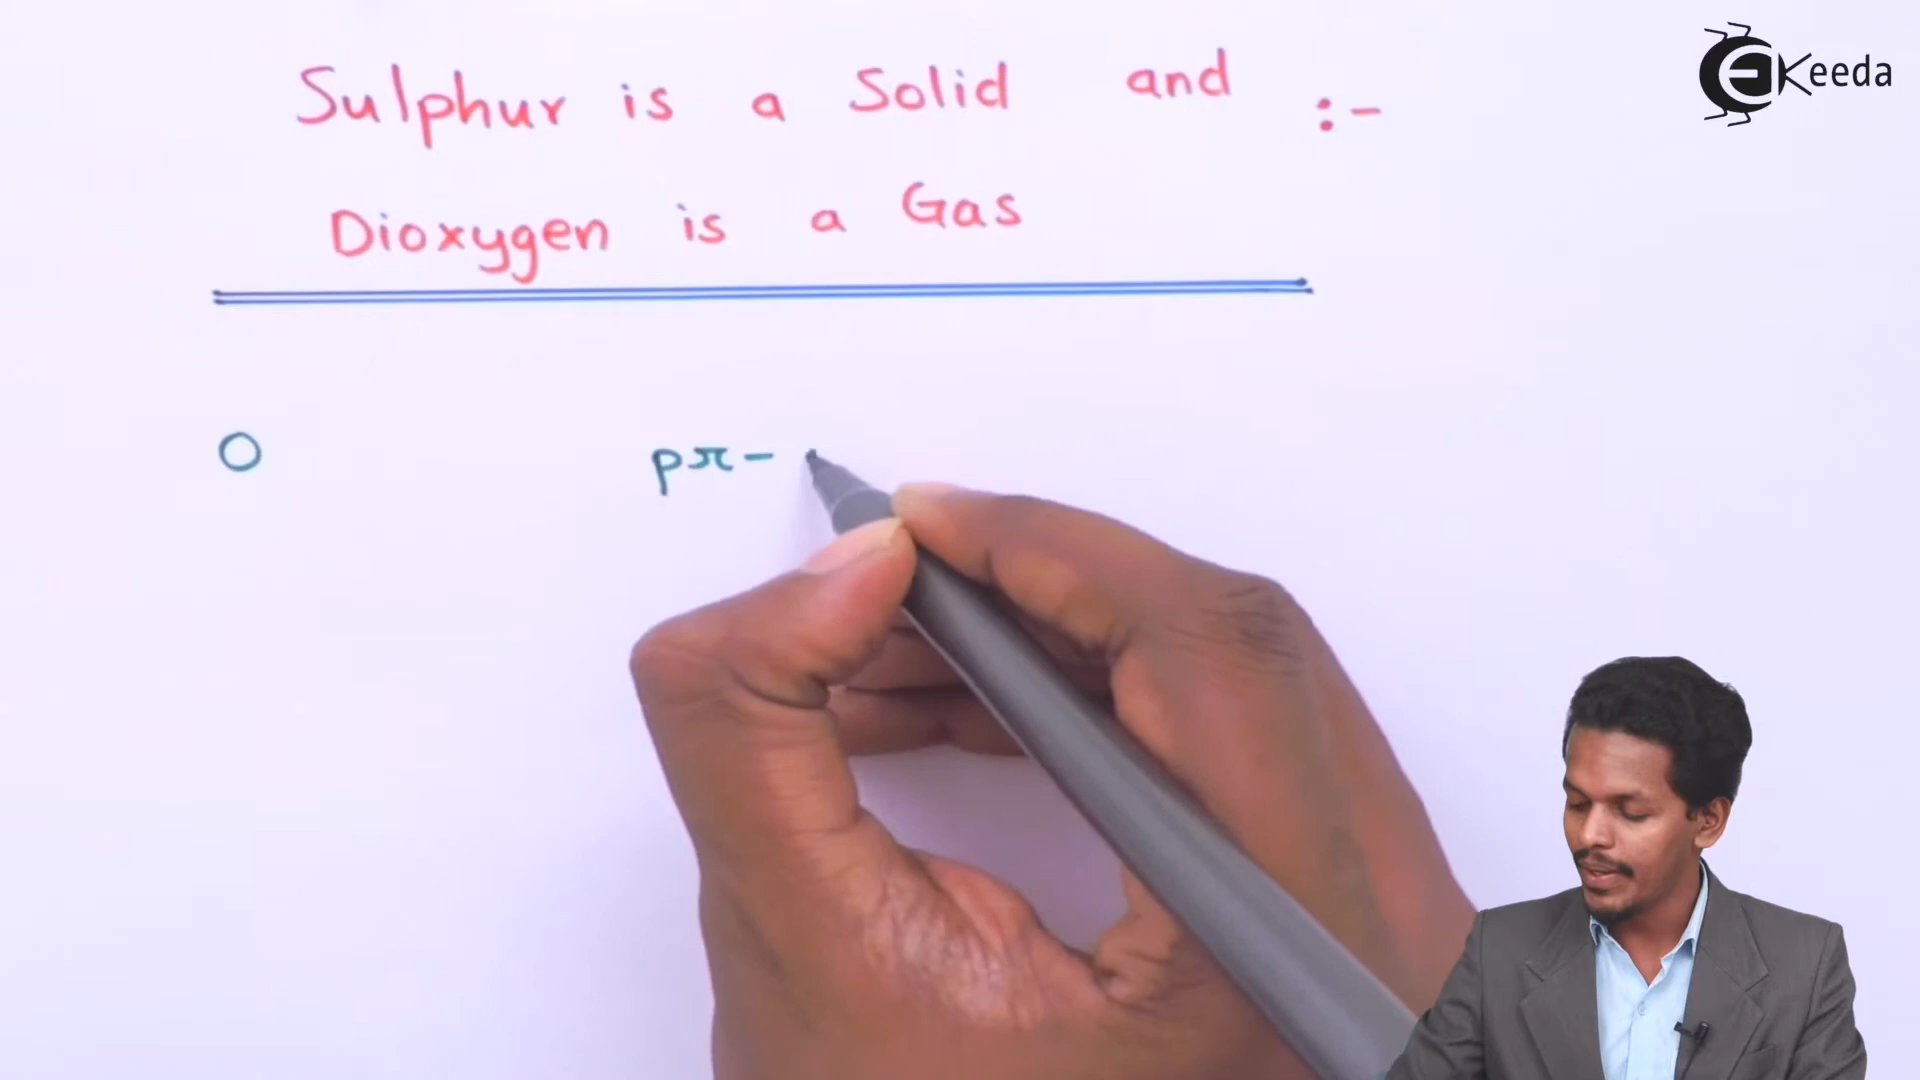 Sulphur is a Solid and :-
Dioxygen is a Gas
O pπ-
Keeda